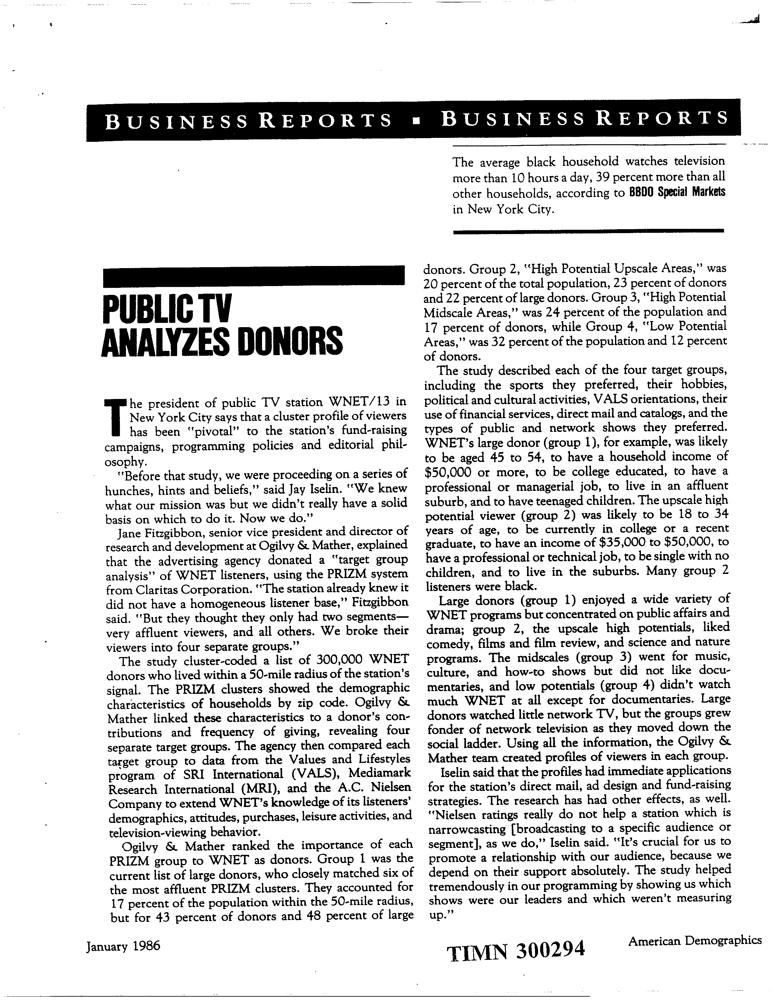 BUSINESS REPORTS ▪ BUSINESS REPORTS
The average black household watches television
more than 10 hours a day, 39 percent more than all
other households, according to BBDO Special Markets
in New York City.
PUBLIC TV
ANALYZES DONORS
The president of public TV station WNET/13 in
New York City says that a cluster profile of viewers
has been "pivotal" to the station's fund-raising
campaigns, programming policies and editorial phil-
osophy.
"Before that study, we were proceeding on a series of
hunches, hints and beliefs," said Jay Iselin. "We knew
what our mission was but we didn't really have a solid
basis on which to do it. Now we do."
Jane Fitzgibbon, senior vice president and director of
research and development at Ogilvy & Mather, explained
that the advertising agency donated a "target group
analysis" of WNET listeners, using the PRIZM system
from Claritas Corporation. "The station already knew it
did not have a homogeneous listener base," Fitzgibbon
said. "But they thought they only had two segments—
very affluent viewers, and all others. We broke their
viewers into four separate groups."
The study cluster-coded a list of 300,000 WNET
donors who lived within a 50-mile radius of the station's
signal. The PRIZM clusters showed the demographic
characteristics of households by zip code. Ogilvy &
Mather linked these characteristics to a donor's con-
tributions and frequency of giving, revealing four
separate target groups. The agency then compared each
target group to data from the Values and Lifestyles
program of SRI International (VALS), Mediamark
Research International (MRI), and the A.C. Nielsen
Company to extend WNET's knowledge of its listeners'
demographics, attitudes, purchases, leisure activities, and
television-viewing behavior.
Ogilvy & Mather ranked the importance of each
PRIZM group to WNET as donors. Group 1 was the
current list of large donors, who closely matched six of
the most affluent PRIZM clusters. They accounted for
17 percent of the population within the 50-mile radius,
but for 43 percent of donors and 48 percent of large
donors. Group 2, "High Potential Upscale Areas," was
20 percent of the total population, 23 percent of donors
and 22 percent of large donors. Group 3, "High Potential
Midscale Areas," was 24 percent of the population and
17 percent of donors, while Group 4, "Low Potential
Areas," was 32 percent of the population and 12 percent
of donors.
The study described each of the four target groups,
including the sports they preferred, their hobbies,
political and cultural activities, VALS orientations, their
use of financial services, direct mail and catalogs, and the
types of public and network shows they preferred.
WNET's large donor (group 1), for example, was likely
to be aged 45 to 54, to have a household income of
$50,000 or more, to be college educated, to have a
professional or managerial job, to live in an affluent
suburb, and to have teenaged children. The upscale high
potential viewer (group 2) was likely to be 18 to 34
years of age, to be currently in college or a recent
graduate, to have an income of $35,000 to $50,000, to
have a professional or technical job, to be single with no
children, and to live in the suburbs. Many group 2
listeners were black.
Large donors (group 1) enjoyed a wide variety of
WNET programs but concentrated on public affairs and
drama; group 2, the upscale high potentials, liked
comedy, films and film review, and science and nature
programs. The midscales (group 3) went for music,
culture, and how-to shows but did not like docu-
mentaries, and low potentials (group 4) didn't watch
much WNET at all except for documentaries. Large
donors watched little network TV, but the groups grew
fonder of network television as they moved down the
social ladder. Using all the information, the Ogilvy &
Mather team created profiles of viewers in each group.
Iselin said that the profiles had immediate applications
for the station's direct mail, ad design and fund-raising
strategies. The research has had other effects, as well.
"Nielsen ratings really do not help a station which is
narrowcasting [broadcasting to a specific audience or
segment], as we do," Iselin said. "It's crucial for us to
promote a relationship with our audience, because we
depend on their support absolutely. The study helped
tremendously in our programming by showing us which
shows were our leaders and which weren't measuring
up."
January 1986
TIMN 300294
American Demographics